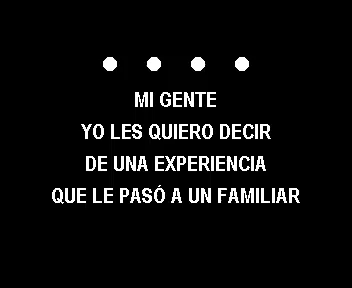 MI GENTE
YO LES QUIERO DECIR
DE UNA EXPERIENCIA
QUE LE PASÓ A UN FAMILIAR